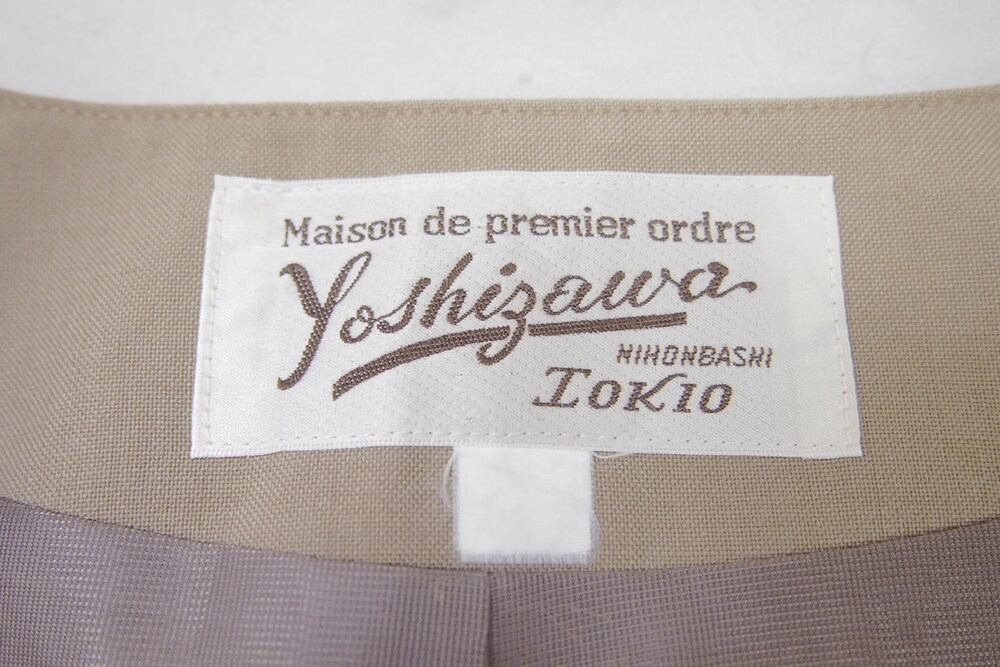 Maison de premier ordre
Yoshizawa
NIHONBASHI
TOKIO